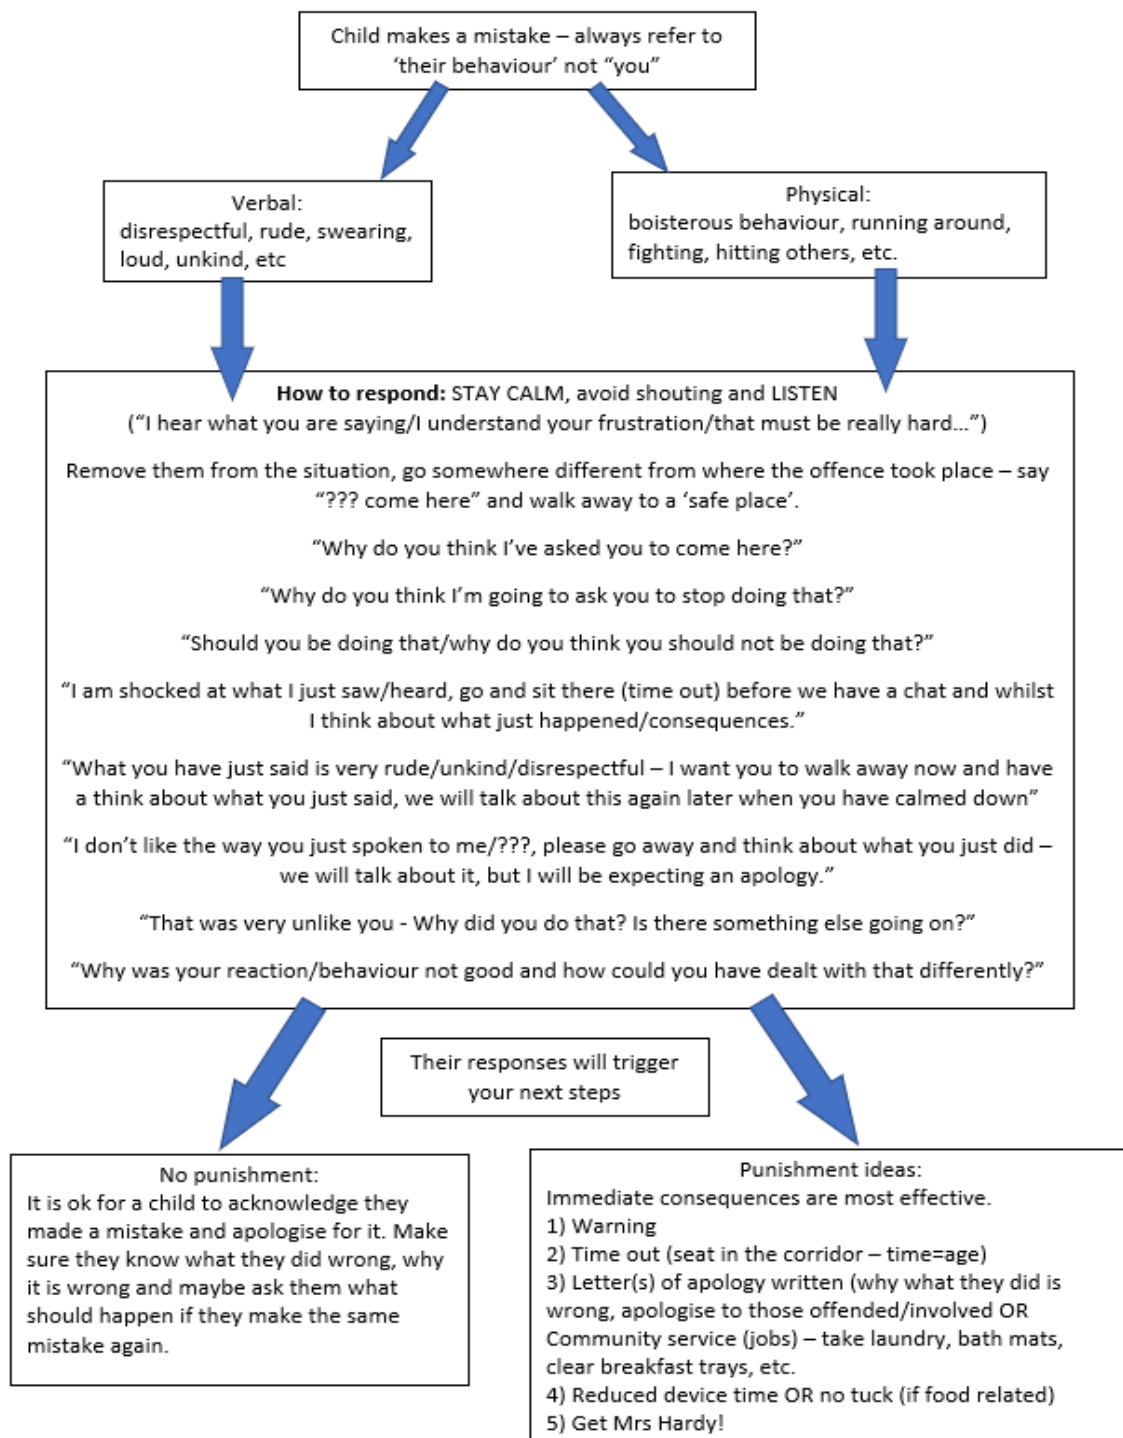 Child makes a mistake – always refer to
‘their behaviour’ not “you”
Verbal:
disrespectful, rude, swearing,
loud, unkind, etc
Physical:
boisterous behaviour, running around,
fighting, hitting others, etc.
How to respond: STAY CALM, avoid shouting and LISTEN
(“I hear what you are saying/I understand your frustration/that must be really hard…”)
Remove them from the situation, go somewhere different from where the offence took place – say
“??? come here” and walk away to a ‘safe place’.
“Why do you think I’ve asked you to come here?”
“Why do you think I’m going to ask you to stop doing that?”
“Should you be doing that/why do you think you should not be doing that?”
“I am shocked at what I just saw/heard, go and sit there (time out) before we have a chat and whilst
I think about what just happened/consequences.”
“What you have just said is very rude/unkind/disrespectful – I want you to walk away now and have
a think about what you just said, we will talk about this again later when you have calmed down”
“I don’t like the way you just spoken to me/???, please go away and think about what you just did –
we will talk about it, but I will be expecting an apology.”
“That was very unlike you - Why did you do that? Is there something else going on?”
“Why was your reaction/behaviour not good and how could you have dealt with that differently?”
Their responses will trigger
your next steps
No punishment:
It is ok for a child to acknowledge they
made a mistake and apologise for it. Make
sure they know what they did wrong, why
it is wrong and maybe ask them what
should happen if they make the same
mistake again.
Punishment ideas:
Immediate consequences are most effective.
1) Warning
2) Time out (seat in the corridor – time=age)
3) Letter(s) of apology written (why what they did is
wrong, apologise to those offended/involved OR
Community service (jobs) – take laundry, bath mats,
clear breakfast trays, etc.
4) Reduced device time OR no tuck (if food related)
5) Get Mrs Hardy!